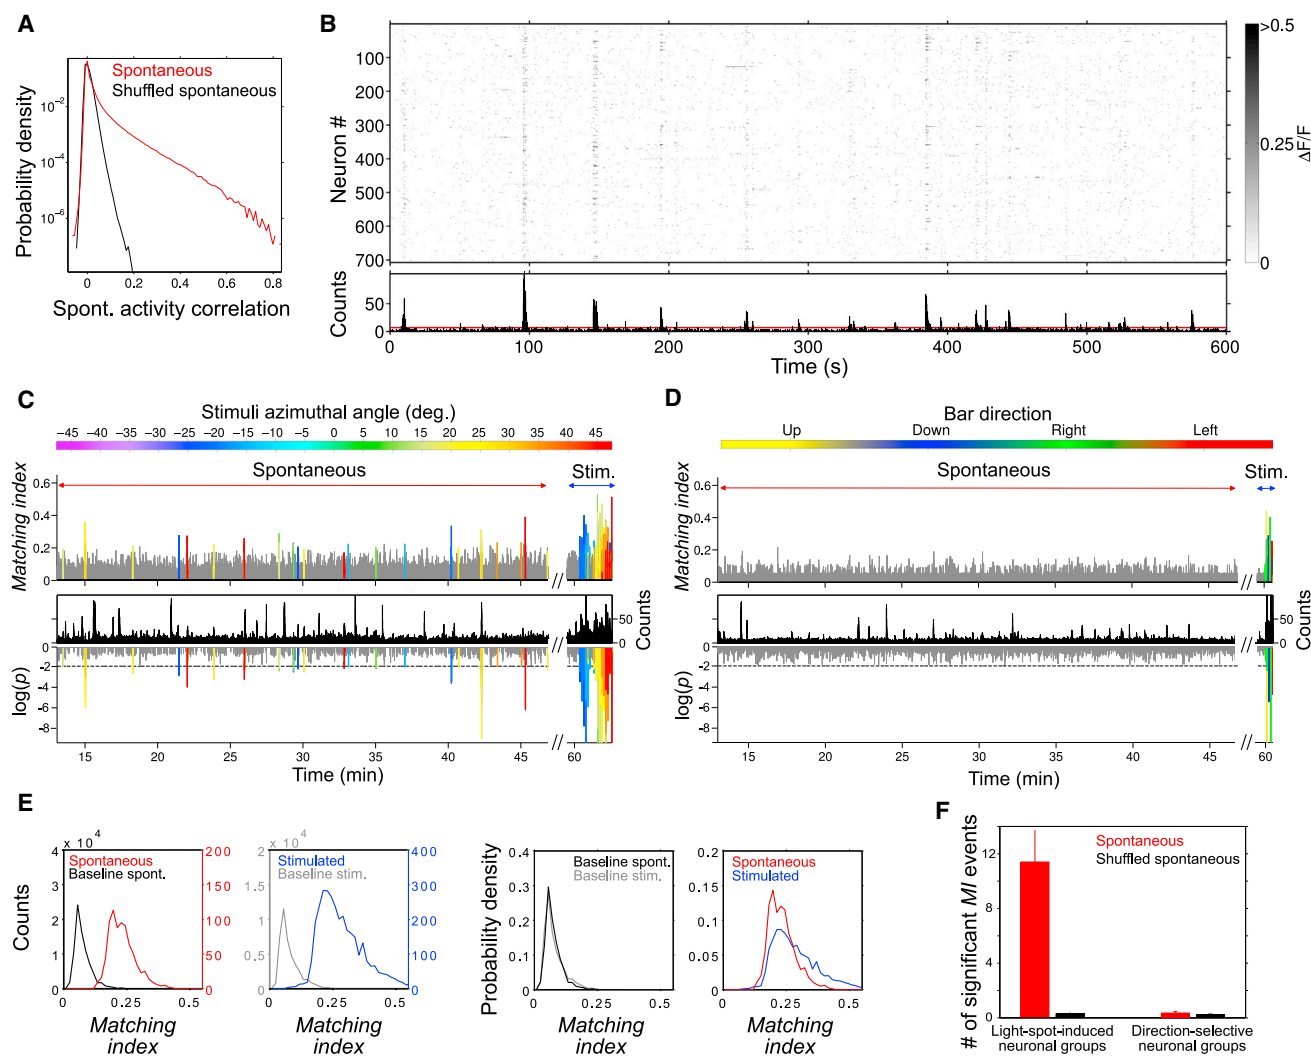 A
Spontaneous
Shuffled spontaneous
Probability density
10⁻²
10⁻⁴
10⁻⁶
0 0.2 0.4 0.6 0.8
Spont. activity correlation
B
Neuron #
100
200
300
400
500
600
700
>0.5
0.25
0
ΔF/F
Counts
50
0
0 100 200 300 400 500 600
Time (s)
C
Stimuli azimuthal angle (deg.)
−45 −35 −30 −25 −20 −15 −10 −5 0 5 10 15 20 25 30 35 40 45
Spontaneous
Stim.
Matching index
0.6
0.4
0.2
0
Counts
50
0
log(p)
−2
−4
−6
−8
15 20 25 30 35 40 45 // 60
Time (min)
D
Bar direction
Up Down Right Left
Spontaneous
Stim.
Matching index
0.6
0.4
0.2
0
Counts
50
0
log(p)
−2
−4
−6
−8
15 20 25 30 35 40 45 // 60
Time (min)
E
Counts
x 10⁴
2
1.5
1
0.5
0
Spontaneous
Baseline spont.
200
150
100
50
0
0 0.25 0.5
Matching index
x 10⁴
2
1.5
1
0.5
0
Stimulated
Baseline stim.
400
300
200
100
0
0 0.25 0.5
Matching index
Probability density
0.4
0.3
0.2
0.1
0
Baseline spont.
Baseline stim.
0 0.25 0.5
Matching index
0.2
0.15
0.1
0.05
0
Spontaneous
Stimulated
0 0.25 0.5
Matching index
F
# of significant MI events
12
8
4
0
Spontaneous
Shuffled spontaneous
Light-spot-induced neuronal groups
Direction-selective neuronal groups